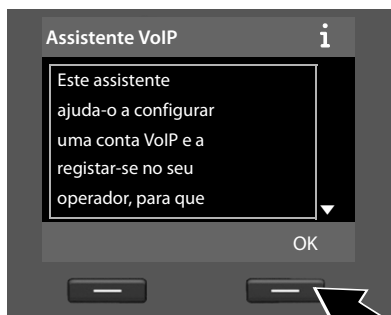 Assistente VoIP i
Este assistente
ajuda-o a configurar
uma conta VoIP e a
registar-se no seu
operador, para que
OK